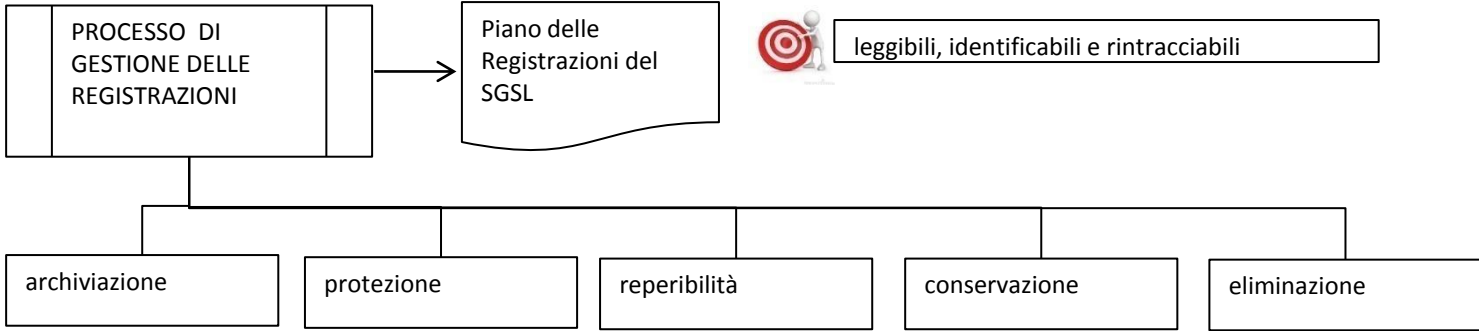 PROCESSO DI
GESTIONE DELLE
REGISTRAZIONI
Piano delle
Registrazioni del
SGSL
leggibili, identificabili e rintracciabili
archiviazione
protezione
reperibilità
conservazione
eliminazione